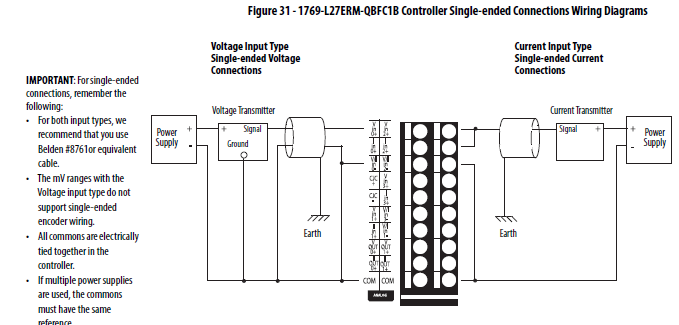 Figure 31 - 1769-L27ERM-QBFC1B Controller Single-ended Connections Wiring Diagrams
Voltage Input Type
Single-ended Voltage
Connections
Current Input Type
Single-ended Current
Connections
IMPORTANT: For single-ended
connections, remember the
following:
• For both input types, we
recommend that you use
Belden #8761or equivalent
cable.
• The mV ranges with the
Voltage input type do not
support single-ended
encoder wiring.
• All commons are electrically
tied together in the
controller.
• If multiple power supplies
are used, the commons
must have the same
reference.
Voltage Transmitter
Power
Supply
+
-
+ Signal
Ground
Earth
CJC
+
CJC
-
COM COM
ANALOG
Current Transmitter
Signal +
+
-
Power
Supply
Earth